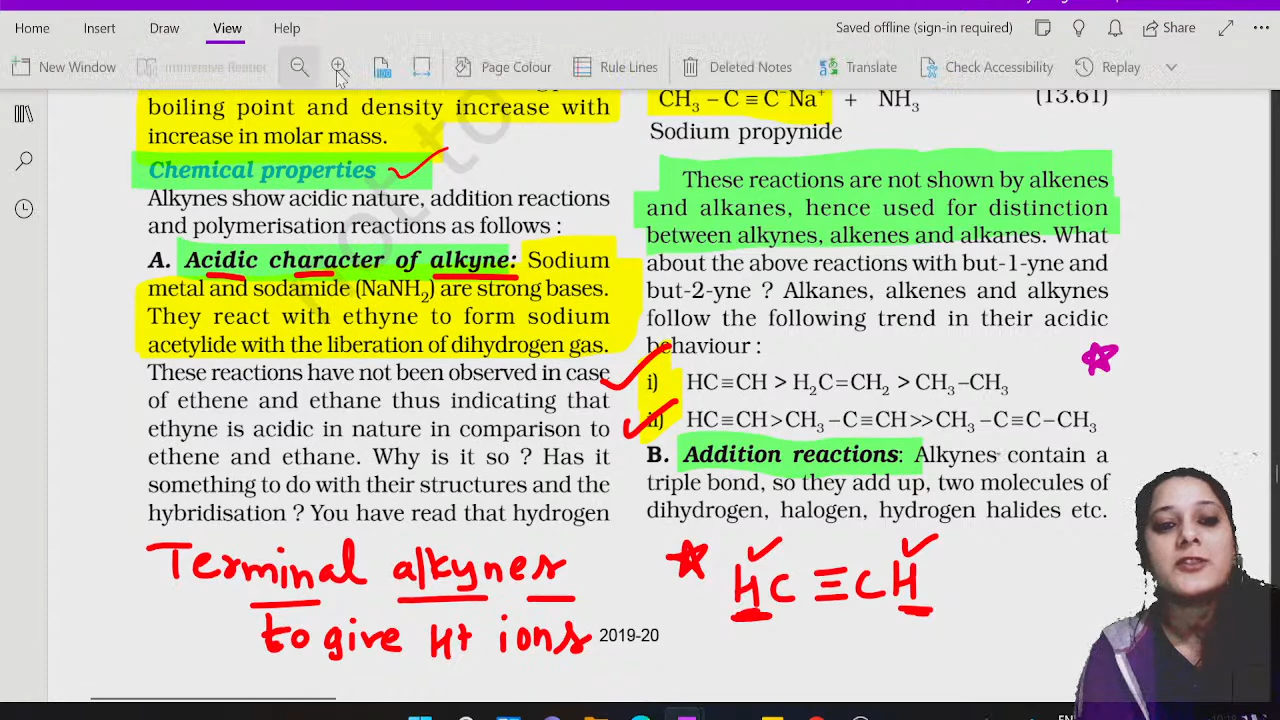 Home Insert Draw View Help
Saved offline (sign-in required) Share
New Window Immersive Reader Page Colour Rule Lines Deleted Notes Translate Check Accessibility Replay
boiling point and density increase with
increase in molar mass.
Chemical properties
Alkynes show acidic nature, addition reactions
and polymerisation reactions as follows :
A. Acidic character of alkyne: Sodium
metal and sodamide (NaNH₂) are strong bases.
They react with ethyne to form sodium
acetylide with the liberation of dihydrogen gas.
These reactions have not been observed in case
of ethene and ethane thus indicating that
ethyne is acidic in nature in comparison to
ethene and ethane. Why is it so ? Has it
something to do with their structures and the
hybridisation ? You have read that hydrogen
Terminal alkynes
to give H+ ions
CH₃ – C ≡ C⁻Na⁺ + NH₃ (13.61)
Sodium propynide
These reactions are not shown by alkenes
and alkanes, hence used for distinction
between alkynes, alkenes and alkanes. What
about the above reactions with but-1-yne and
but-2-yne ? Alkanes, alkenes and alkynes
follow the following trend in their acidic
behaviour :
i) HC≡CH > H₂C=CH₂ > CH₃–CH₃
ii) HC≡CH>CH₃–C≡CH>>CH₃–C≡C–CH₃
B. Addition reactions: Alkynes contain a
triple bond, so they add up, two molecules of
dihydrogen, halogen, hydrogen halides etc.
HC ≡ CH
2019-20
not to